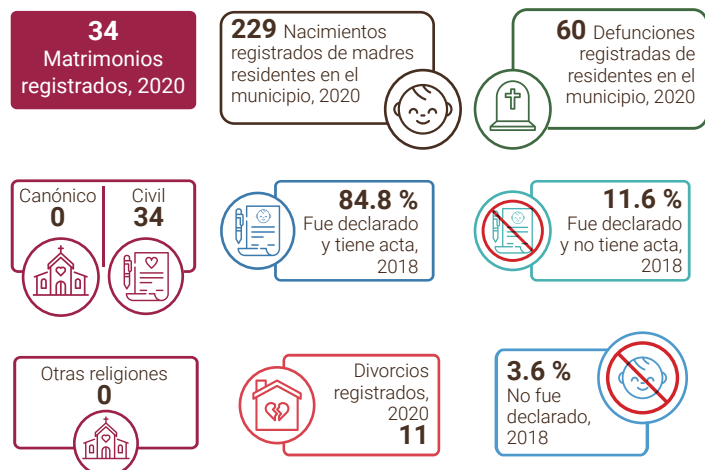 34
Matrimonios
registrados, 2020
229 Nacimientos
registrados de madres
residentes en el
municipio, 2020
60 Defunciones
registradas de
residentes en el
municipio, 2020
Canónico
0
Civil
34
84.8 %
Fue declarado
y tiene acta,
2018
11.6 %
Fue declarado
y no tiene acta,
2018
Otras religiones
0
Divorcios
registrados,
2020
11
3.6 %
No fue
declarado,
2018